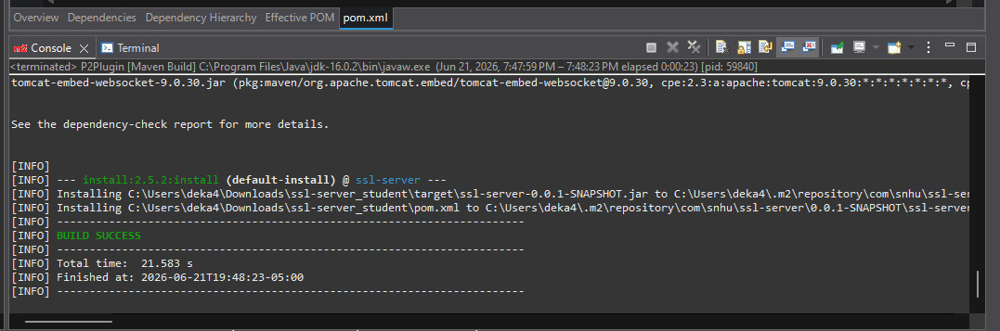 Overview Dependencies Dependency Hierarchy Effective POM pom.xml
Console Terminal
<terminated> P2Plugin [Maven Build] C:\Program Files\Java\jdk-16.0.2\bin\javaw.exe (Jun 21, 2026, 7:47:59 PM – 7:48:23 PM elapsed 0:00:23) [pid: 59840]
tomcat-embed-websocket-9.0.30.jar (pkg:maven/org.apache.tomcat.embed/tomcat-embed-websocket@9.0.30, cpe:2.3:a:apache:tomcat:9.0.30:*:*:*:*:*:*:*, cp
See the dependency-check report for more details.
[INFO]
[INFO] --- install:2.5.2:install (default-install) @ ssl-server ---
[INFO] Installing C:\Users\deka4\Downloads\ssl-server_student\target\ssl-server-0.0.1-SNAPSHOT.jar to C:\Users\deka4\.m2\repository\com\snhu\ssl-ser
[INFO] Installing C:\Users\deka4\Downloads\ssl-server_student\pom.xml to C:\Users\deka4\.m2\repository\com\snhu\ssl-server\0.0.1-SNAPSHOT\ssl-server
[INFO] ------------------------------------------------------------------
[INFO] BUILD SUCCESS
[INFO] ------------------------------------------------------------------
[INFO] Total time:  21.583 s
[INFO] Finished at: 2026-06-21T19:48:23-05:00
[INFO] ------------------------------------------------------------------